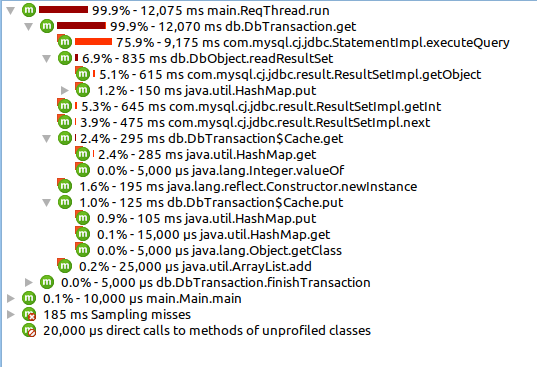 99.9% - 12,075 ms main.ReqThread.run
99.9% - 12,070 ms db.DbTransaction.get
75.9% - 9,175 ms com.mysql.cj.jdbc.StatementImpl.executeQuery
6.9% - 835 ms db.DbObject.readResultSet
5.1% - 615 ms com.mysql.cj.jdbc.result.ResultSetImpl.getObject
1.2% - 150 ms java.util.HashMap.put
5.3% - 645 ms com.mysql.cj.jdbc.result.ResultSetImpl.getInt
3.9% - 475 ms com.mysql.cj.jdbc.result.ResultSetImpl.next
2.4% - 295 ms db.DbTransaction$Cache.get
2.4% - 285 ms java.util.HashMap.get
0.0% - 5,000 µs java.lang.Integer.valueOf
1.6% - 195 ms java.lang.reflect.Constructor.newInstance
1.0% - 125 ms db.DbTransaction$Cache.put
0.9% - 105 ms java.util.HashMap.put
0.1% - 15,000 µs java.util.HashMap.get
0.0% - 5,000 µs java.lang.Object.getClass
0.2% - 25,000 µs java.util.ArrayList.add
0.0% - 5,000 µs db.DbTransaction.finishTransaction
0.1% - 10,000 µs main.Main.main
185 ms Sampling misses
20,000 µs direct calls to methods of unprofiled classes